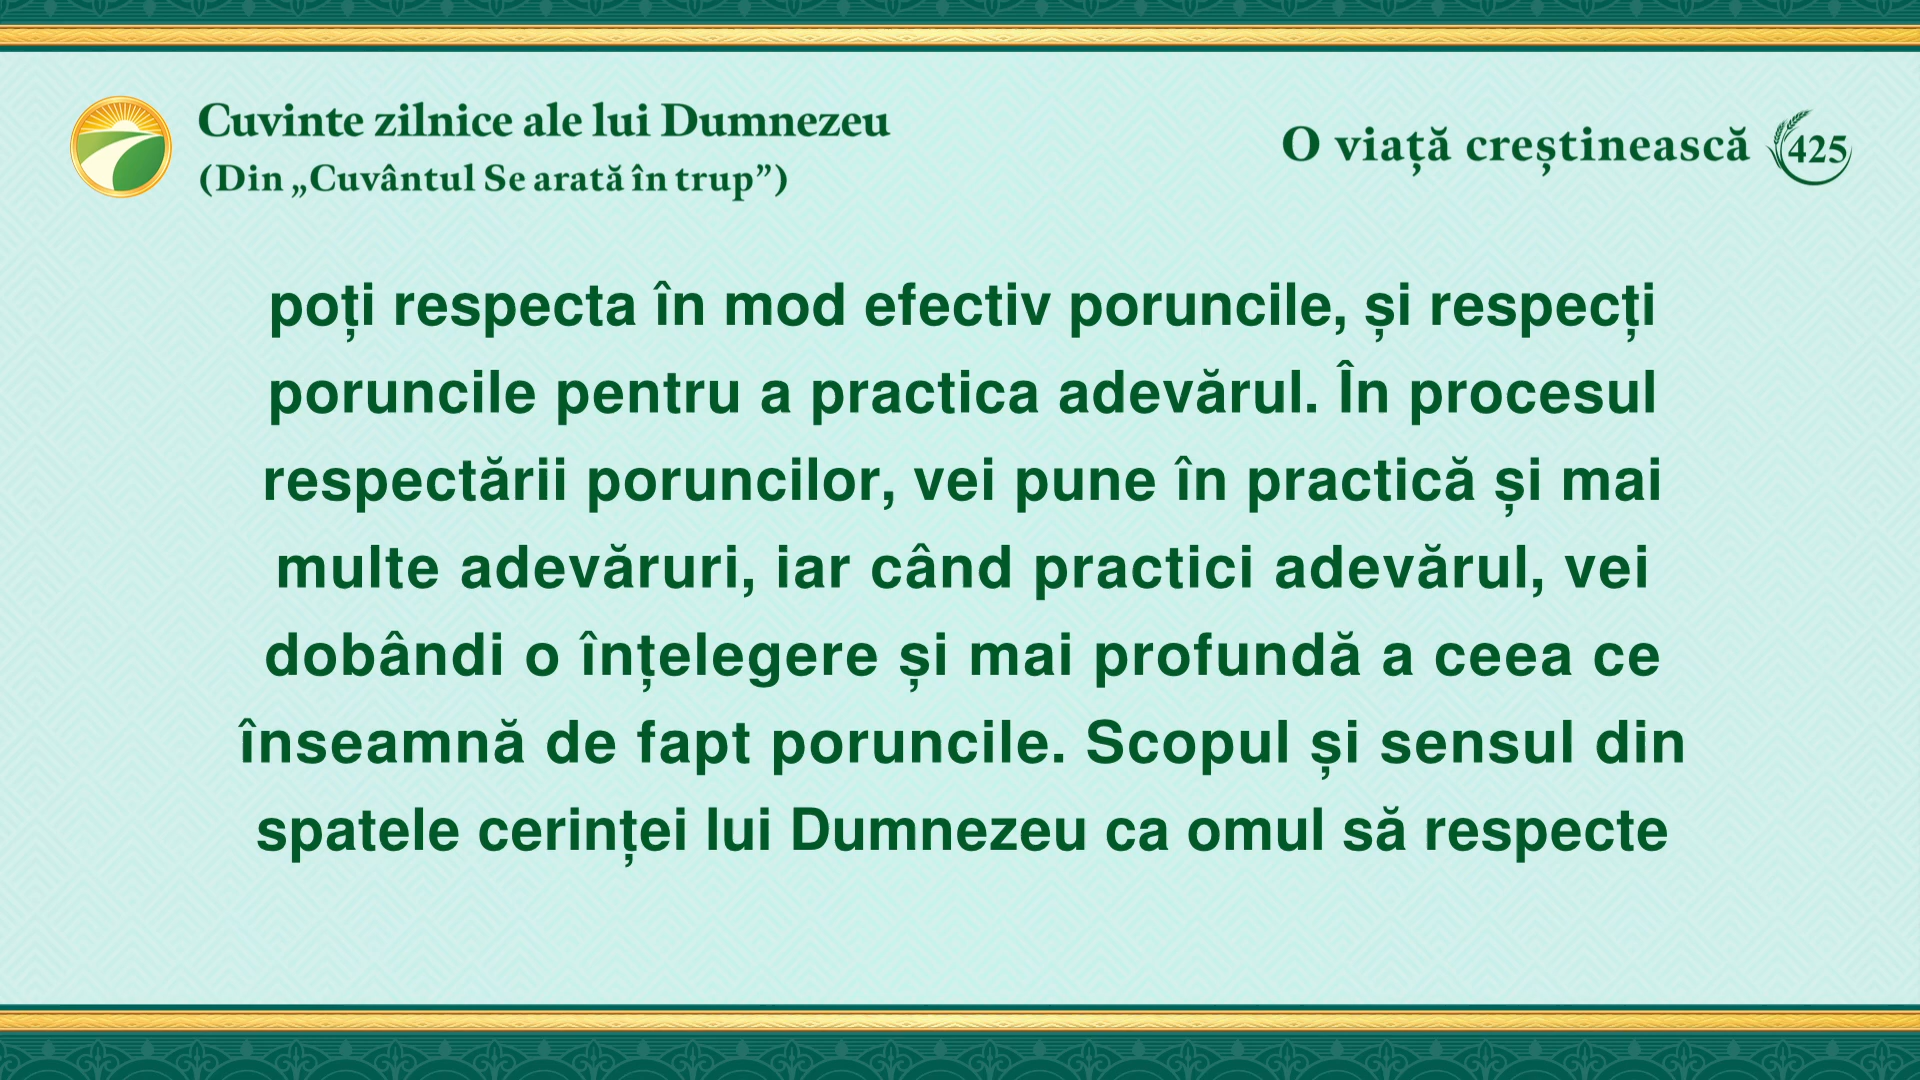 Cuvinte zilnice ale lui Dumnezeu
(Din „Cuvântul Se arată în trup”)
O viață creștinească 425
poți respecta în mod efectiv poruncile, și respecți
poruncile pentru a practica adevărul. În procesul
respectării poruncilor, vei pune în practică și mai
multe adevăruri, iar când practici adevărul, vei
dobândi o înțelegere și mai profundă a ceea ce
înseamnă de fapt poruncile. Scopul și sensul din
spatele cerinței lui Dumnezeu ca omul să respecte